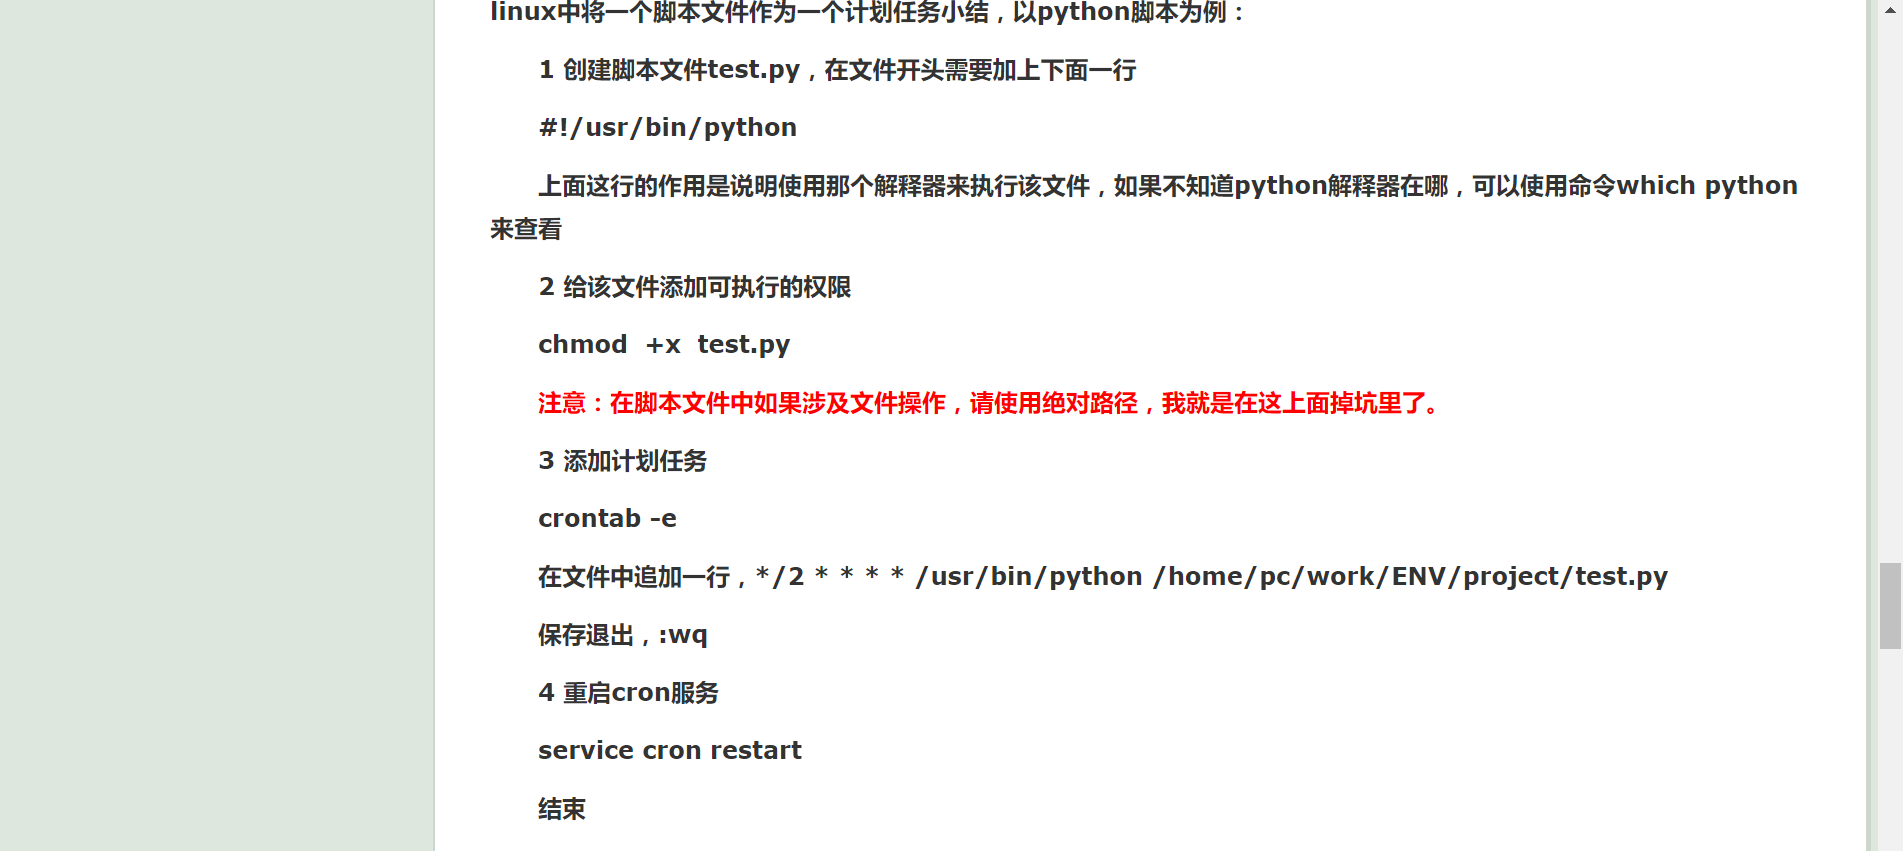 linux中将一个脚本文件作为一个计划任务小结，以python脚本为例：
1 创建脚本文件test.py，在文件开头需要加上下面一行
#!/usr/bin/python
上面这行的作用是说明使用那个解释器来执行该文件，如果不知道python解释器在哪，可以使用命令which python
来查看
2 给该文件添加可执行的权限
chmod  +x  test.py
注意：在脚本文件中如果涉及文件操作，请使用绝对路径，我就是在这上面掉坑里了。
3 添加计划任务
crontab –e
在文件中追加一行，*/2 * * * * /usr/bin/python /home/pc/work/ENV/project/test.py
保存退出，:wq
4 重启cron服务
service cron restart
结束